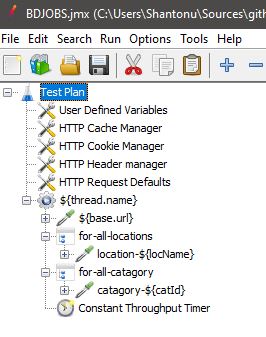 BDJOBS.jmx (C:\Users\Shantonu\Sources\gith
File Edit Search Run Options Tools Help
Test Plan
User Defined Variables
HTTP Cache Manager
HTTP Cookie Manager
HTTP Header manager
HTTP Request Defaults
${thread.name}
${base.url}
for-all-locations
location-${locName}
for-all-catagory
catagory-${catId}
Constant Throughput Timer